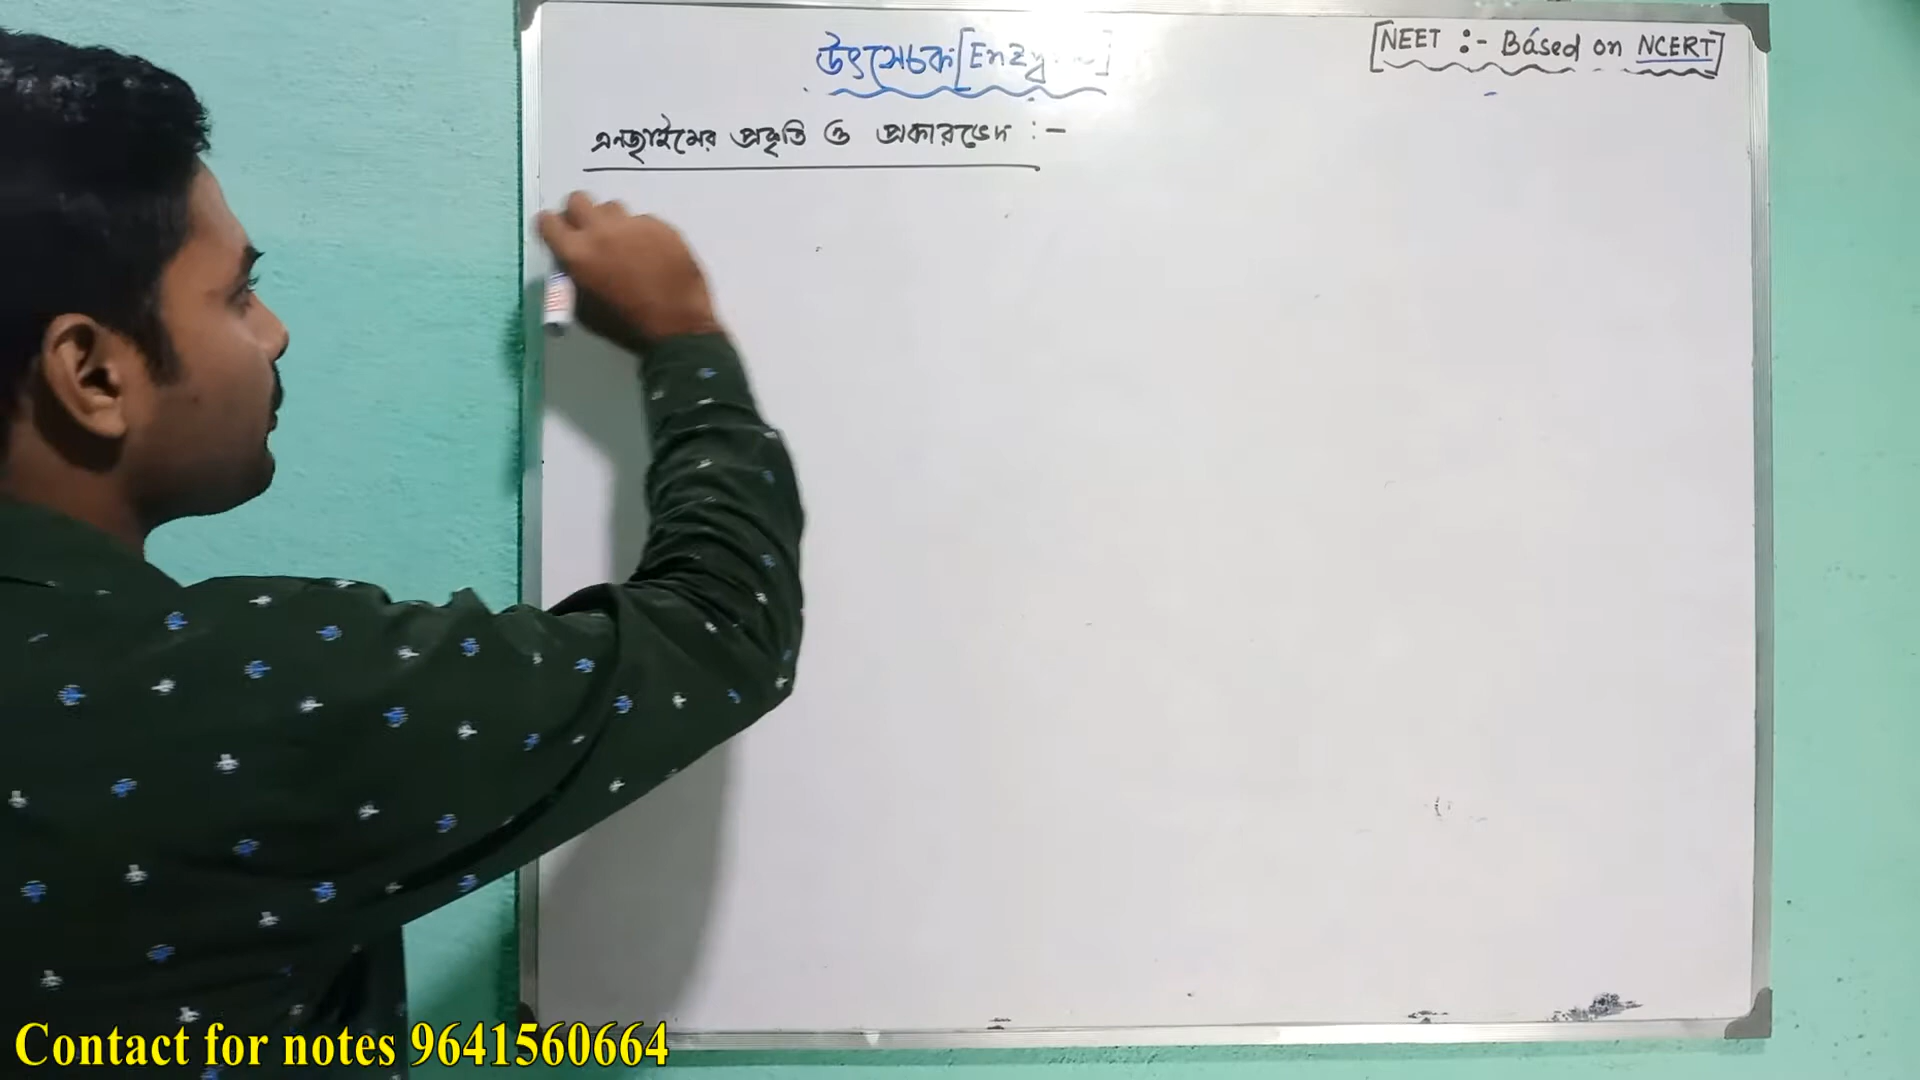 উৎসেচক [Enzy
[NEET :- Based on NCERT]
এনজাইমের প্রকৃতি ও প্রকারভেদ :-
Contact for notes 9641560664